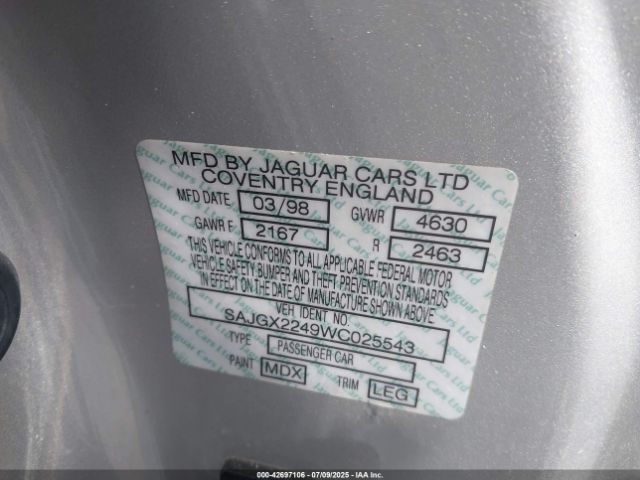 MFD BY JAGUAR CARS LTD
COVENTRY ENGLAND
MFD DATE 03/98 GVWR 4630
GAWR F 2167 R 2463
THIS VEHICLE CONFORMS TO ALL APPLICABLE FEDERAL MOTOR
VEHICLE SAFETY BUMPER AND THEFT PREVENTION STANDARDS
IN EFFECT ON THE DATE OF MANUFACTURE SHOWN ABOVE
VEH. IDENT NO.
SAJGX2249WC025543
TYPE PASSENGER CAR
PAINT MDX TRIM LEG
000-42697106 - 07/09/2025 - IAA Inc.